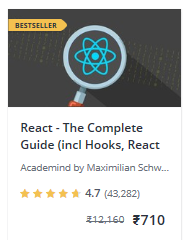 BESTSELLER
React - The Complete
Guide (incl Hooks, React
Academind by Maximilian Schw...
4.7 (43,282)
₹12,160 ₹710